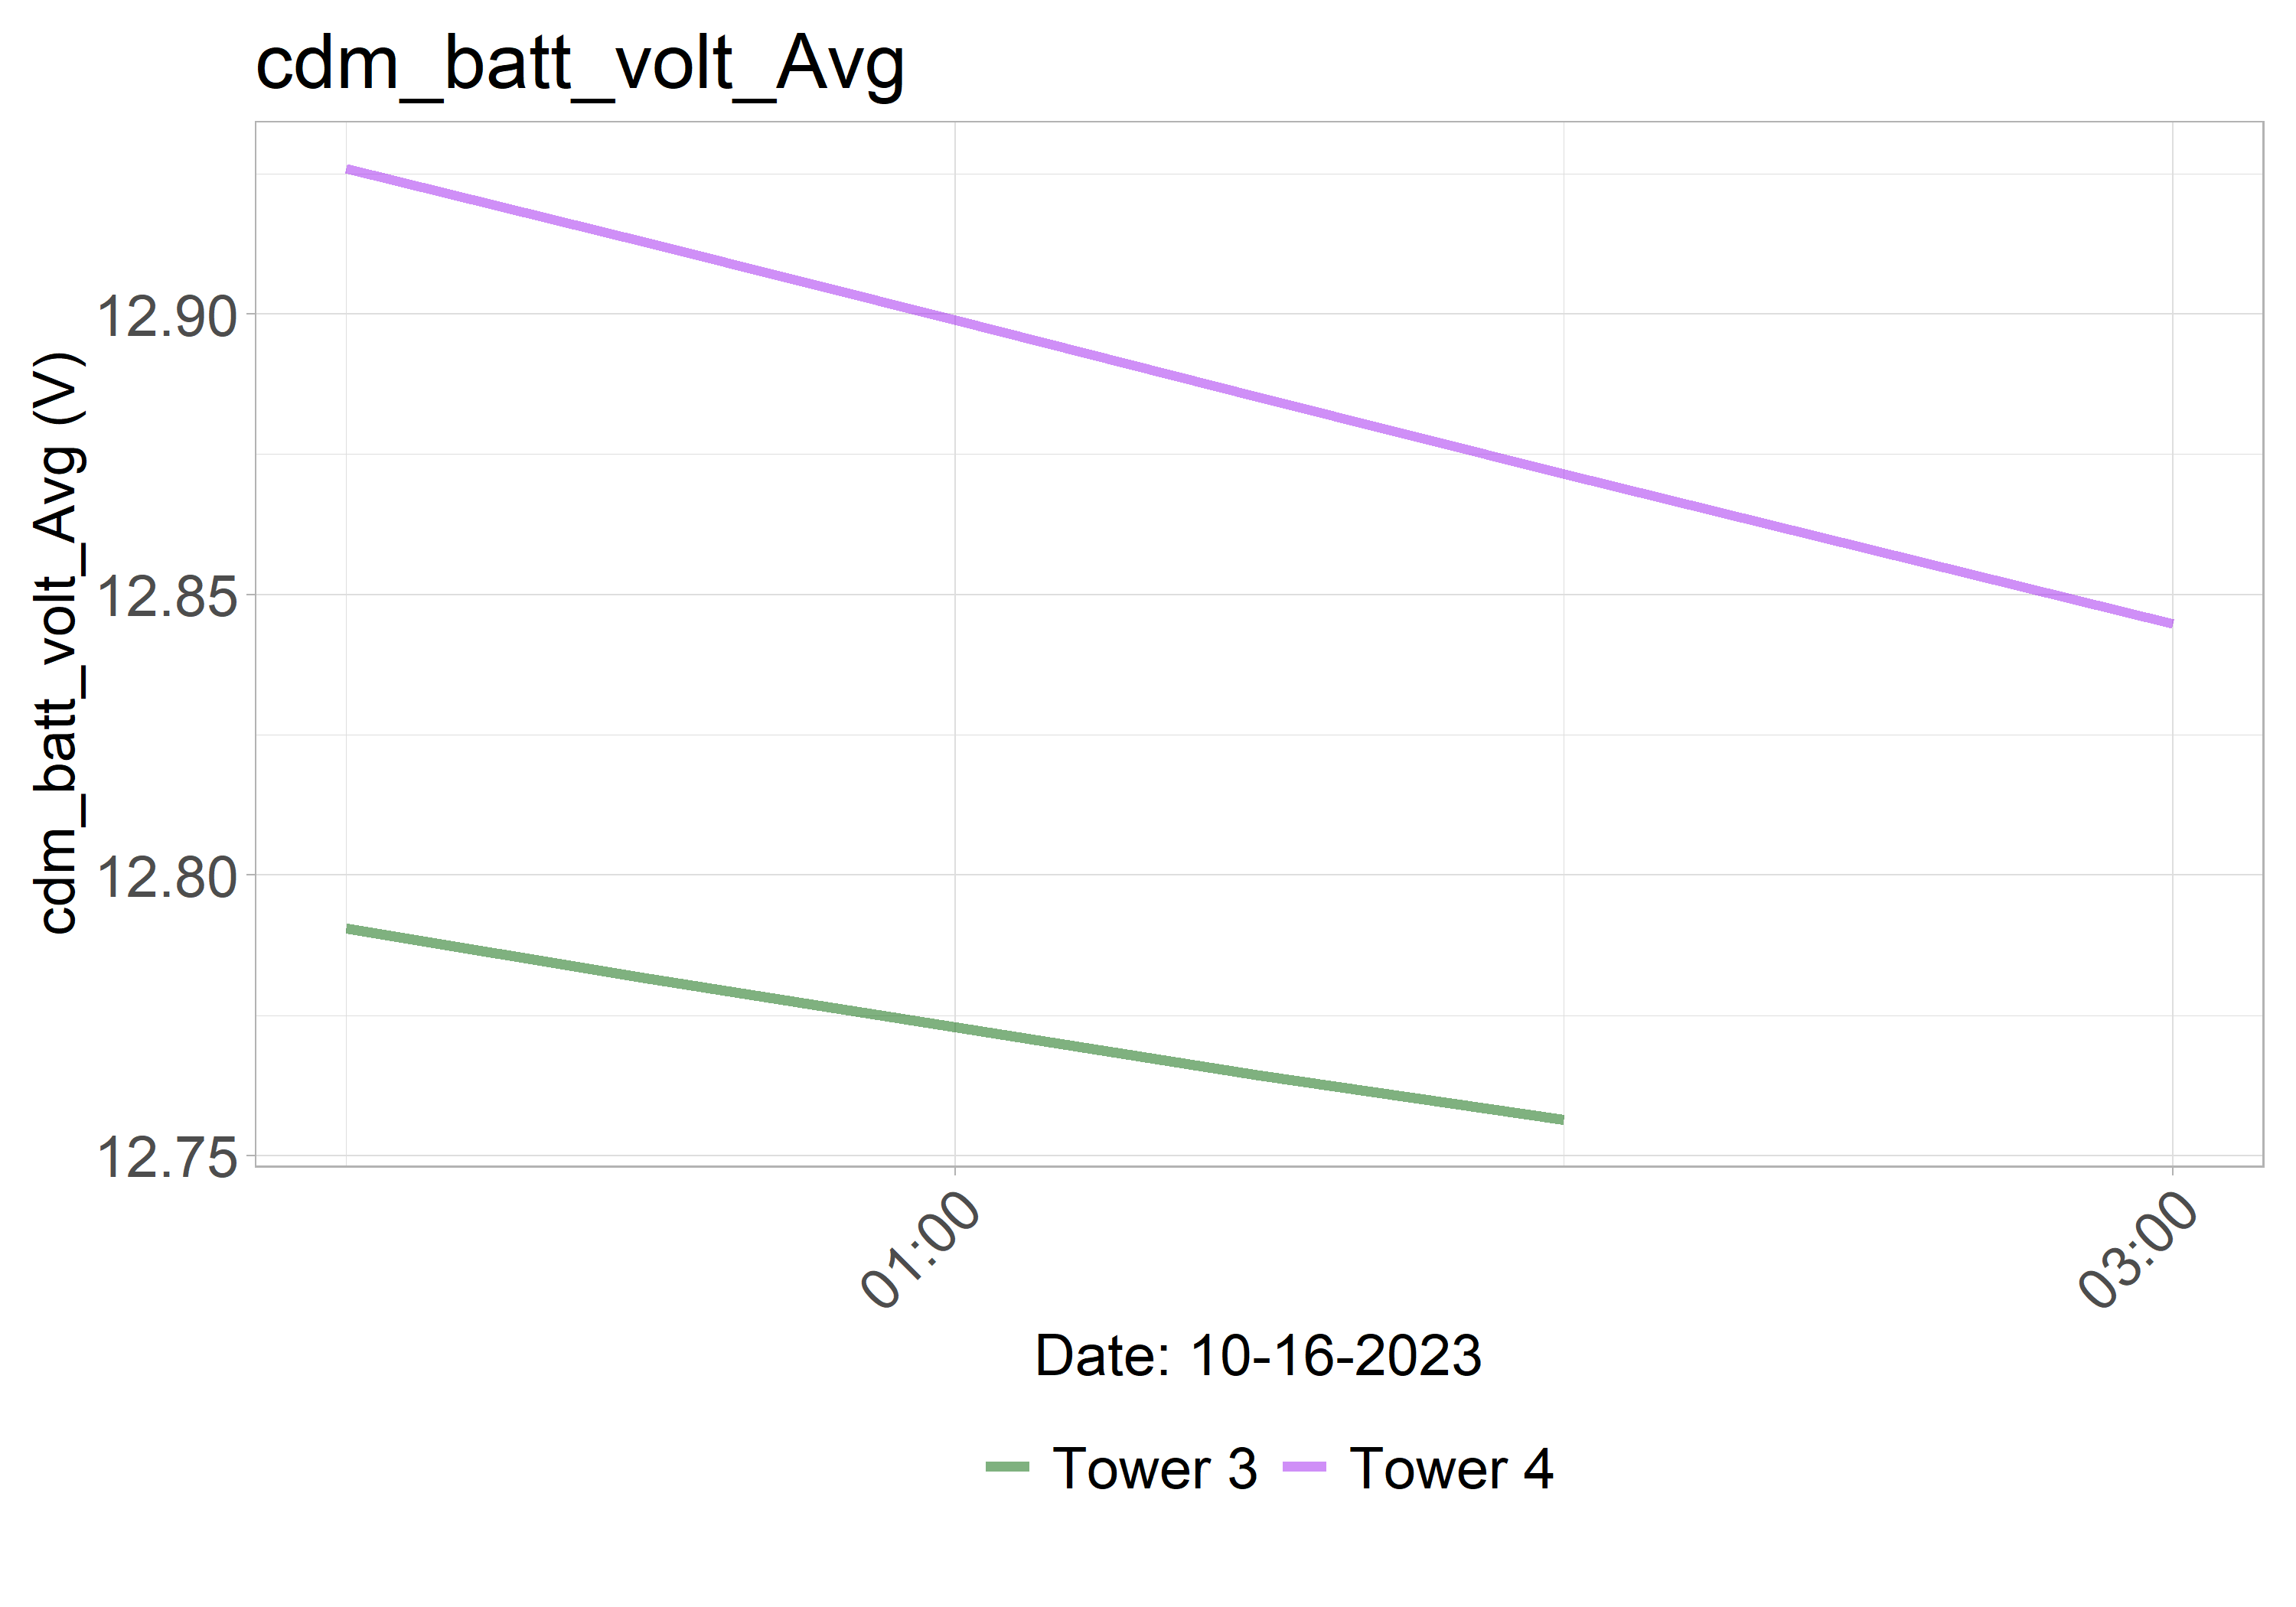 cdm_batt_volt_Avg
cdm_batt_volt_Avg (V)
12.90
12.85
12.80
12.75
01:00
03:00
Date: 10-16-2023
Tower 3
Tower 4